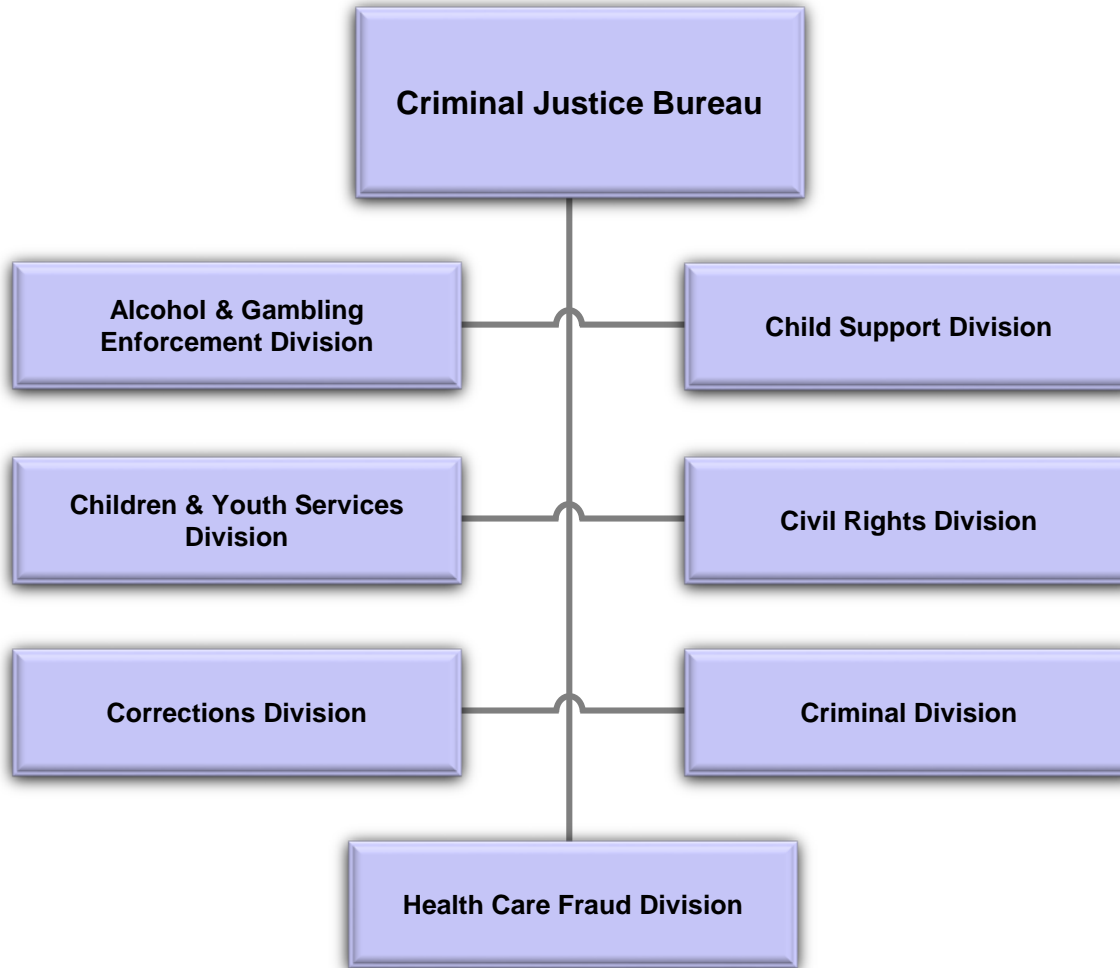 Criminal Justice Bureau
Alcohol & Gambling
Enforcement Division
Child Support Division
Children & Youth Services
Division
Civil Rights Division
Corrections Division
Criminal Division
Health Care Fraud Division